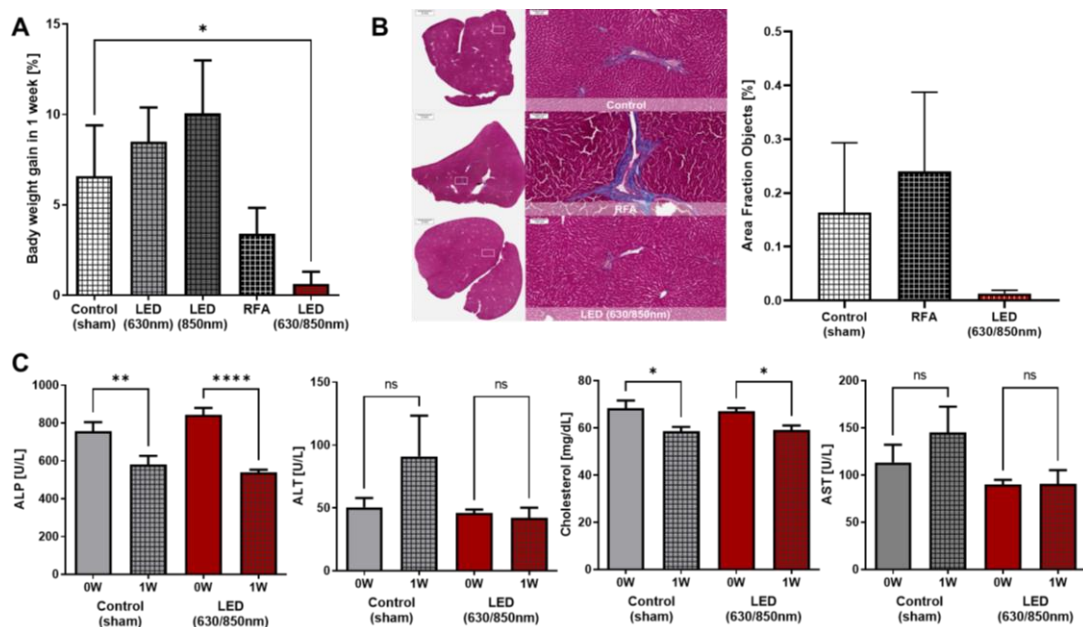 A
Bady weight gain in 1 week [%]
15
10
5
0
*
Control
(sham)
LED
(630nm)
LED
(850nm)
RFA
LED
(630/850nm)
B
Control
RFA
LED (630/850nm)
Area Fraction Objects [%]
0.5
0.4
0.3
0.2
0.1
0.0
Control
(sham)
RFA
LED
(630/850nm)
C
ALP [U/L]
1000
800
600
400
200
0
**
****
0W 1W 0W 1W
Control
(sham)
LED
(630/850nm)
ALT [U/L]
150
100
50
0
ns
ns
0W 1W 0W 1W
Control
(sham)
LED
(630/850nm)
Cholesterol [mg/dL]
80
60
40
20
0
*
*
0W 1W 0W 1W
Control
(sham)
LED
(630/850nm)
AST [U/L]
200
150
100
50
0
ns
ns
0W 1W 0W 1W
Control
(sham)
LED
(630/850nm)